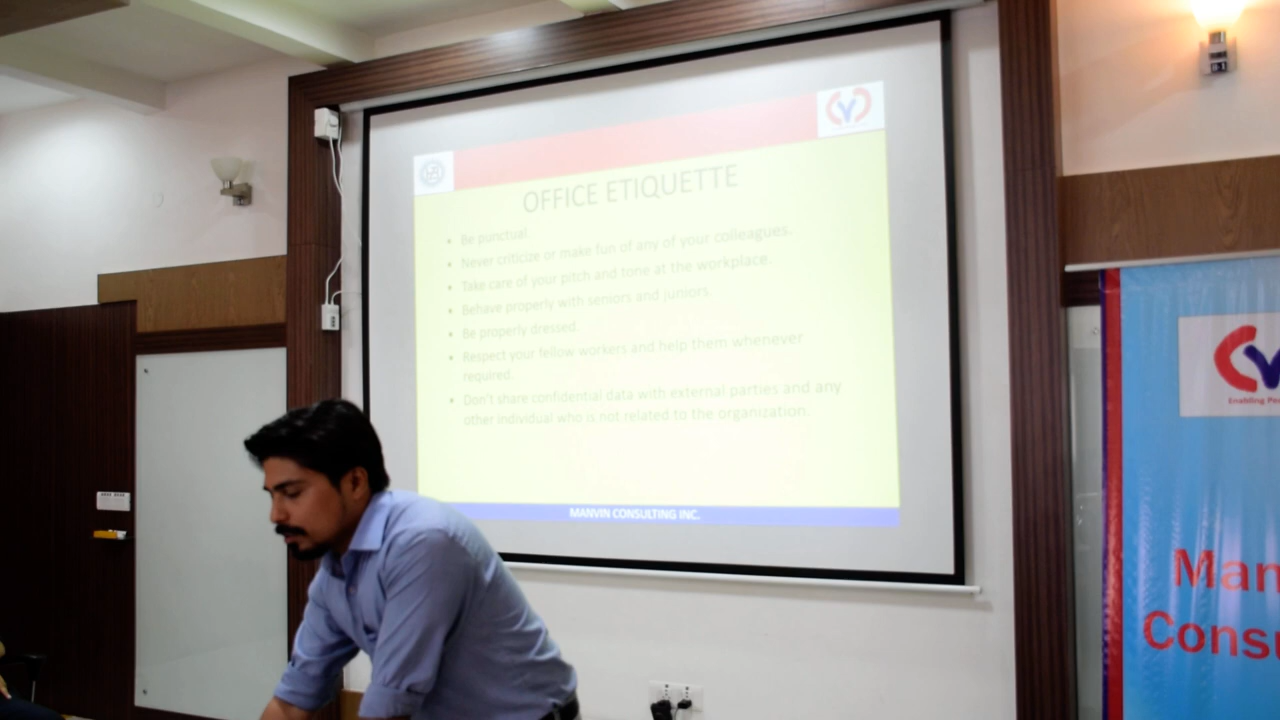 OFFICE ETIQUETTE
• Be punctual.
• Never criticize or make fun of any of your colleagues.
• Take care of your pitch and tone at the workplace.
• Behave properly with seniors and juniors.
• Be properly dressed.
• Respect your fellow workers and help them whenever
required.
• Don't share confidential data with external parties and any
other individual who is not related to the organization.
MANVIN CONSULTING INC.
Enabling Peo
Man
Consu